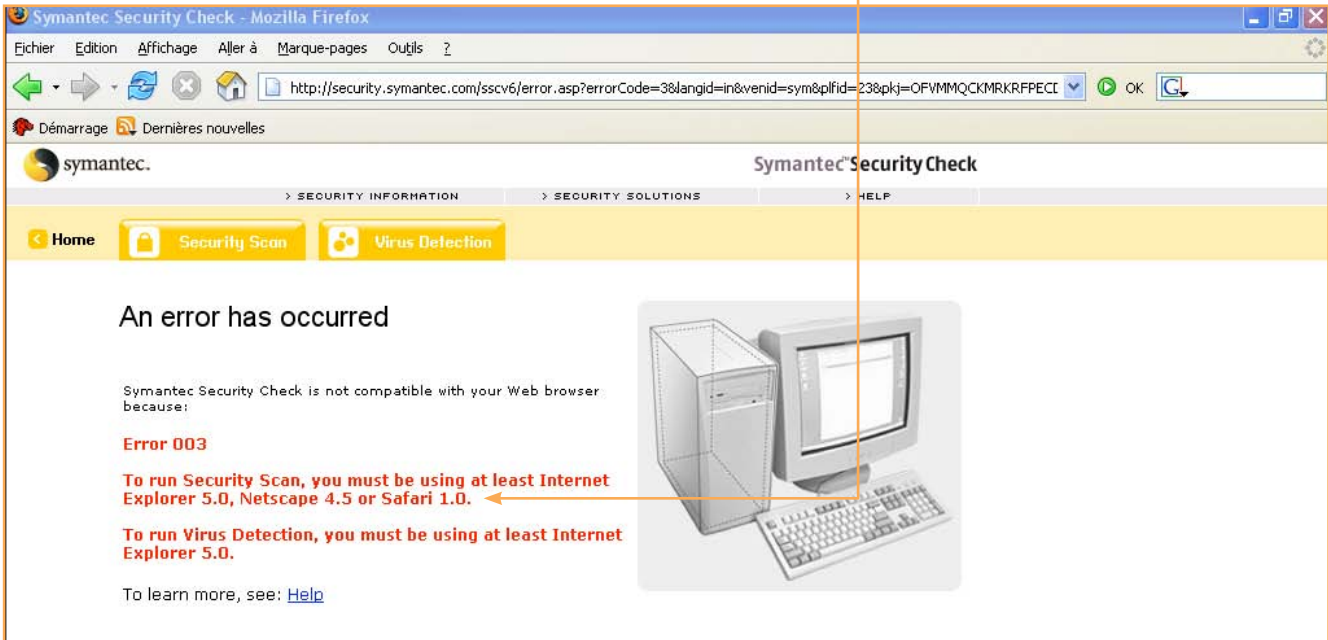 Symantec Security Check - Mozilla Firefox
Fichier Edition Affichage Aller à Marque-pages Outils ?
http://security.symantec.com/sscv6/error.asp?errorCode=3&langid=in&venid=sym&plfid=23&pkj=OFVMMQCKMRKRFPECD OK G
Démarrage Dernières nouvelles
symantec. Symantec™ Security Check
> SECURITY INFORMATION > SECURITY SOLUTIONS > HELP
< Home Security Scan Virus Detection
An error has occurred
Symantec Security Check is not compatible with your Web browser
because:
Error 003
To run Security Scan, you must be using at least Internet
Explorer 5.0, Netscape 4.5 or Safari 1.0.
To run Virus Detection, you must be using at least Internet
Explorer 5.0.
To learn more, see: Help